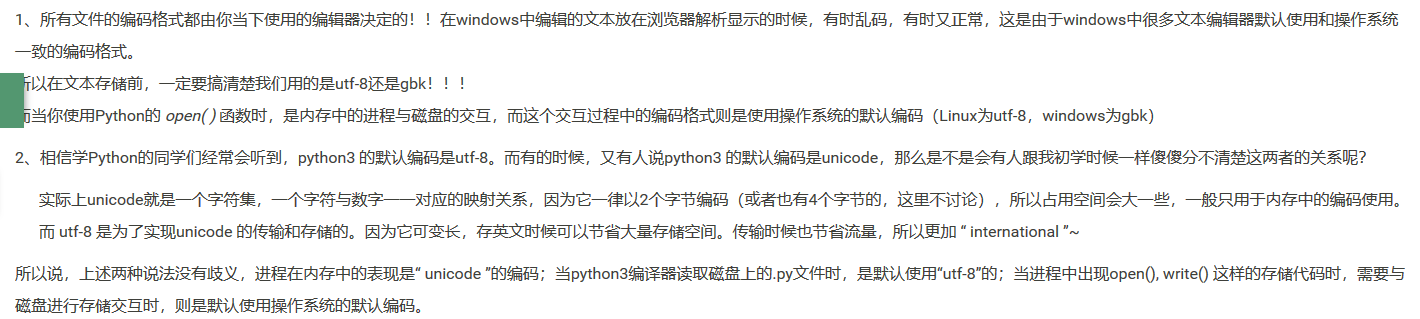 1、所有文件的编码格式都由你当下使用的编辑器决定的！！在windows中编辑的文本放在浏览器解析显示的时候，有时乱码，有时又正常，这是由于windows中很多文本编辑器默认使用和操作系统
一致的编码格式。
所以在文本存储前，一定要搞清楚我们用的是utf-8还是gbk！！！
而当你使用Python的 open( ) 函数时，是内存中的进程与磁盘的交互，而这个交互过程中的编码格式则是使用操作系统的默认编码（Linux为utf-8，windows为gbk）
2、相信学Python的同学们经常会听到，python3 的默认编码是utf-8。而有的时候，又有人说python3 的默认编码是unicode，那么是不是会有人跟我初学时候一样傻傻分不清楚这两者的关系呢？
实际上unicode就是一个字符集，一个字符与数字一一对应的映射关系，因为它一律以2个字节编码（或者也有4个字节的，这里不讨论），所以占用空间会大一些，一般只用于内存中的编码使用。
而 utf-8 是为了实现unicode 的传输和存储的。因为它可变长，存英文时候可以节省大量存储空间。传输时候也节省流量，所以更加 “ international ”~
所以说，上述两种说法没有歧义，进程在内存中的表现是“ unicode ”的编码；当python3编译器读取磁盘上的.py文件时，是默认使用“utf-8”的；当进程中出现open(), write() 这样的存储代码时，需要与
磁盘进行存储交互时，则是默认使用操作系统的默认编码。